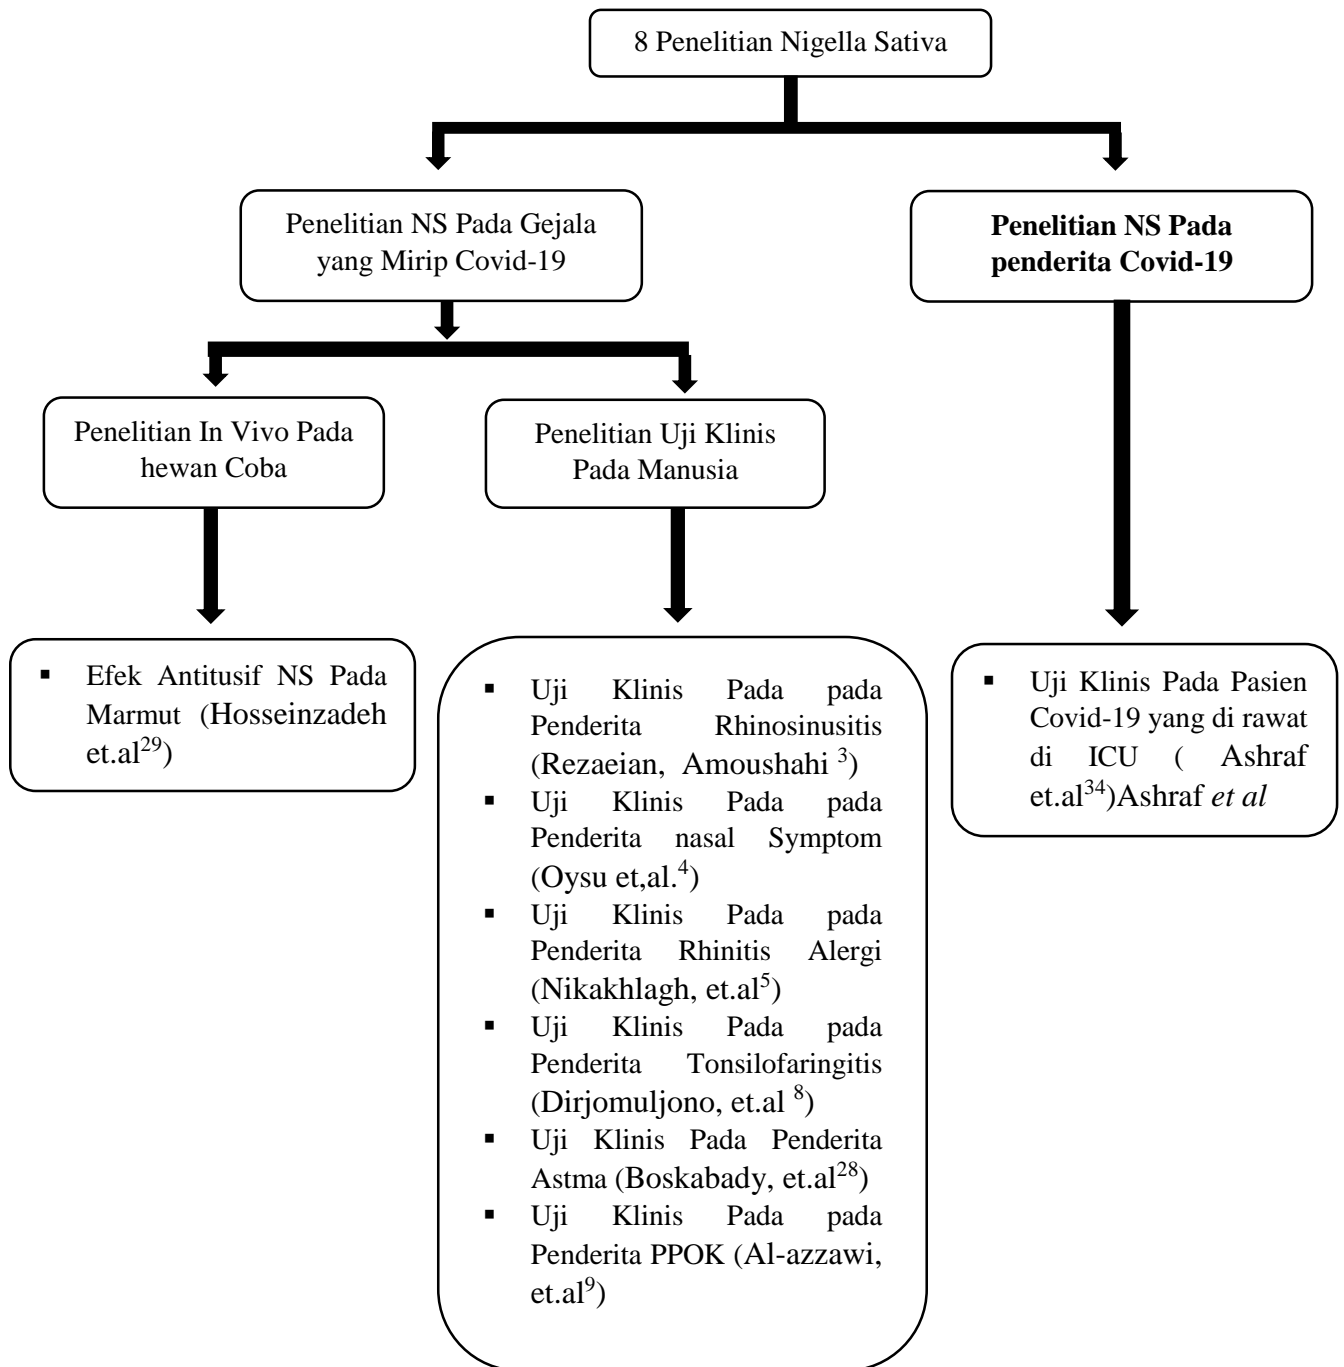 8 Penelitian Nigella Sativa
Penelitian NS Pada Gejala
yang Mirip Covid-19
Penelitian NS Pada
penderita Covid-19
Penelitian In Vivo Pada
hewan Coba
Penelitian Uji Klinis
Pada Manusia
▪ Efek Antitusif NS Pada
Marmut (Hosseinzadeh
et.al²⁹)
▪ Uji Klinis Pada pada
Penderita Rhinosinusitis
(Rezaeian, Amoushahi ³)
▪ Uji Klinis Pada pada
Penderita nasal Symptom
(Oysu et,al.⁴)
▪ Uji Klinis Pada pada
Penderita Rhinitis Alergi
(Nikakhlagh, et.al⁵)
▪ Uji Klinis Pada pada
Penderita Tonsilofaringitis
(Dirjomuljono, et.al ⁸)
▪ Uji Klinis Pada Penderita
Astma (Boskabady, et.al²⁸)
▪ Uji Klinis Pada pada
Penderita PPOK (Al-azzawi,
et.al⁹)
▪ Uji Klinis Pada Pasien
Covid-19 yang di rawat
di ICU ( Ashraf
et.al³⁴)Ashraf et al